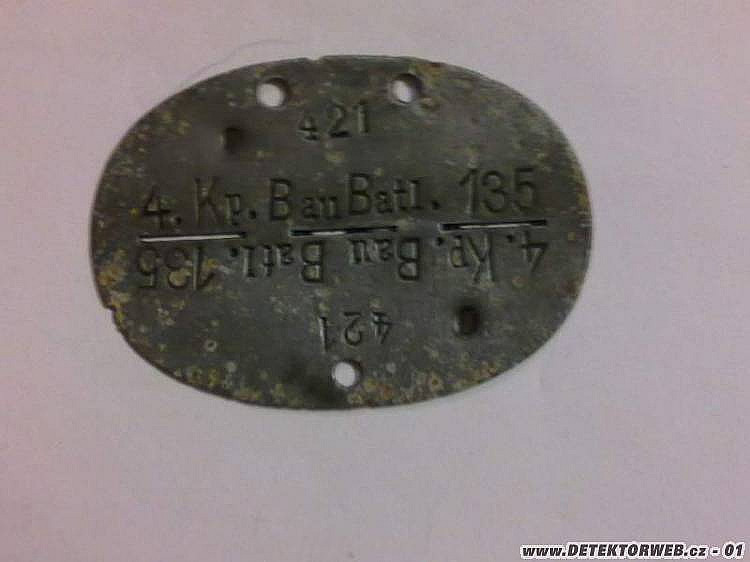 421
4. Kp. Bau Batl. 135
4. Kp. Bau Batl. 135
421
www.DETEKTORWEB.cz - 01